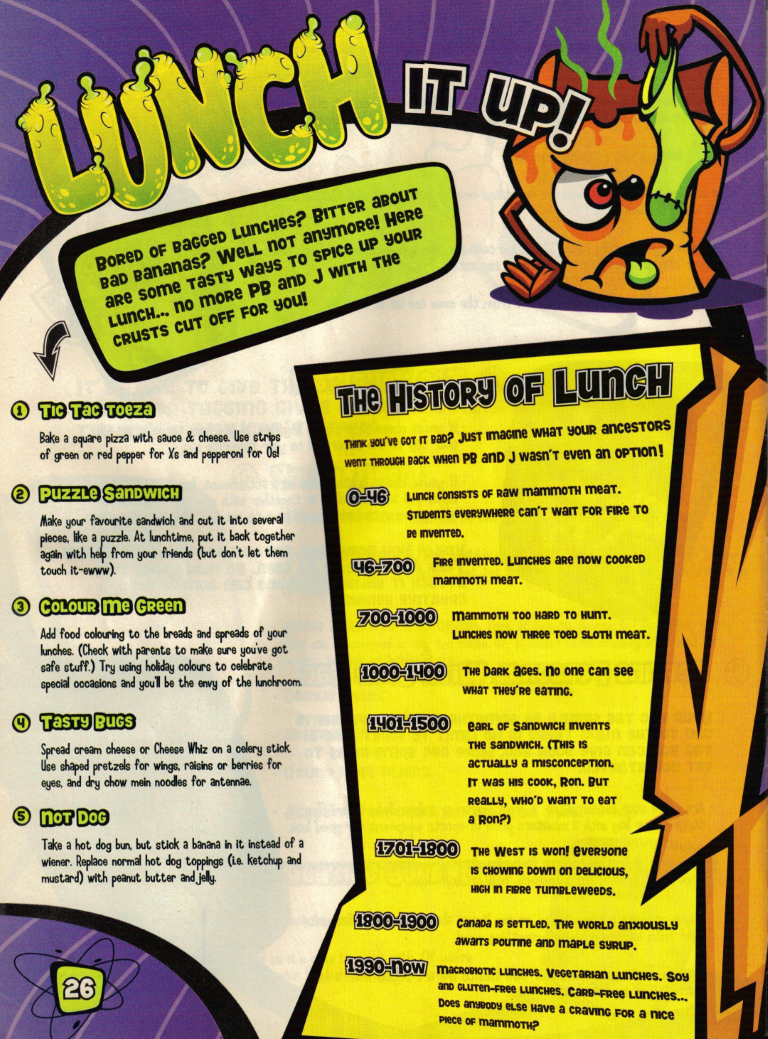 LUNCH IT UP!
BORED OF BAGGED LUNCHES? BITTER ABOUT
BAD BANANAS? WELL NOT ANYMORE! HERE
ARE SOME TASTY WAYS TO SPICE UP YOUR
LUNCH... NO MORE PB AND J WITH THE
CRUSTS CUT OFF FOR YOU!
1 TIC TAC TOEZA
Bake a square pizza with sauce & cheese. Use strips
of green or red pepper for Xs and pepperoni for Os!
2 PUZZLE SANDWICH
Make your favourite sandwich and cut it into several
pieces, like a puzzle. At lunchtime, put it back together
again with help from your friends (but don't let them
touch it-ewww).
3 COLOUR ME GREEN
Add food colouring to the breads and spreads of your
lunches. (Check with parents to make sure you've got
safe stuff.) Try using holiday colours to celebrate
special occasions and you'll be the envy of the lunchroom.
4 TASTY BUGS
Spread cream cheese or Cheese Whiz on a celery stick.
Use shaped pretzels for wings, raisins or berries for
eyes, and dry chow mein noodles for antennae.
5 NOT DOG
Take a hot dog bun, but stick a banana in it instead of a
wiener. Replace normal hot dog toppings (i.e. ketchup and
mustard) with peanut butter and jelly.
THE HISTORY OF LUNCH
THINK YOU'VE GOT IT BAD? JUST IMAGINE WHAT YOUR ANCESTORS
WENT THROUGH BACK WHEN PB AND J WASN'T EVEN AN OPTION!
0-46 LUNCH CONSISTS OF RAW MAMMOTH MEAT.
STUDENTS EVERYWHERE CAN'T WAIT FOR FIRE TO
BE INVENTED.
46-700 FIRE INVENTED. LUNCHES ARE NOW COOKED
MAMMOTH MEAT.
700-1000 MAMMOTH TOO HARD TO HUNT.
LUNCHES NOW THREE TOED SLOTH MEAT.
1000-1400 THE DARK AGES. NO ONE CAN SEE
WHAT THEY'RE EATING.
1401-1500 EARL OF SANDWICH INVENTS
THE SANDWICH. (THIS IS
ACTUALLY A MISCONCEPTION.
IT WAS HIS COOK, RON. BUT
REALLY, WHO'D WANT TO EAT
A RON?)
1701-1800 THE WEST IS WON! EVERYONE
IS CHOWING DOWN ON DELICIOUS,
HIGH IN FIBRE TUMBLEWEEDS.
1800-1900 CANADA IS SETTLED. THE WORLD ANXIOUSLY
AWAITS POUTINE AND MAPLE SYRUP.
1990-NOW MACROBIOTIC LUNCHES. VEGETARIAN LUNCHES. SOY
AND GLUTEN-FREE LUNCHES. CARB-FREE LUNCHES...
DOES ANYBODY ELSE HAVE A CRAVING FOR A NICE
PIECE OF MAMMOTH?
26